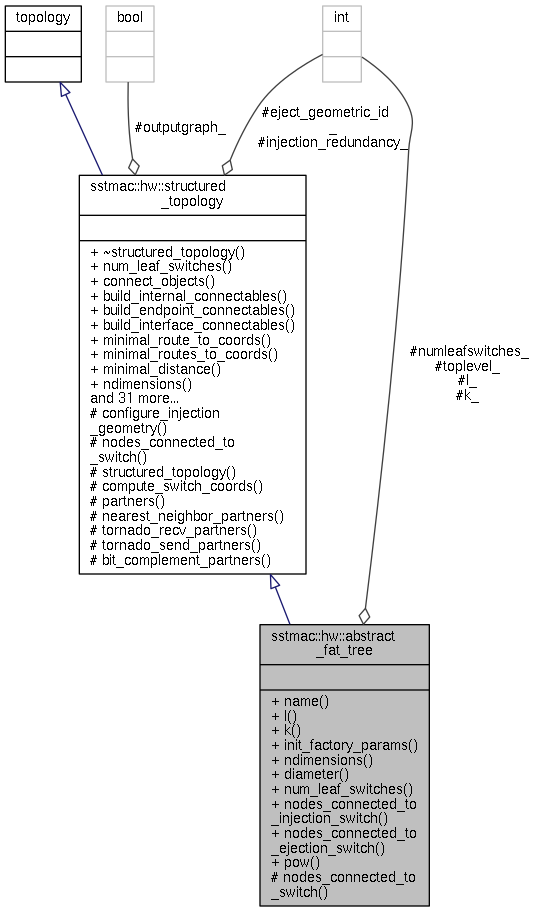 topology
bool
int
#outputgraph_
#eject_geometric_id
_
#injection_redundancy_
sstmac::hw::structured
_topology
+ ~structured_topology()
+ num_leaf_switches()
+ connect_objects()
+ build_internal_connectables()
+ build_endpoint_connectables()
+ build_interface_connectables()
+ minimal_route_to_coords()
+ minimal_routes_to_coords()
+ minimal_distance()
+ ndimensions()
and 31 more...
# configure_injection
_geometry()
# nodes_connected_to
_switch()
# structured_topology()
# compute_switch_coords()
# partners()
# nearest_neighbor_partners()
# tornado_recv_partners()
# tornado_send_partners()
# bit_complement_partners()
#numleafswitches_
#toplevel_
#l_
#k_
sstmac::hw::abstract
_fat_tree
+ name()
+ l()
+ k()
+ init_factory_params()
+ ndimensions()
+ diameter()
+ num_leaf_switches()
+ nodes_connected_to
_injection_switch()
+ nodes_connected_to
_ejection_switch()
+ pow()
# nodes_connected_to
_switch()